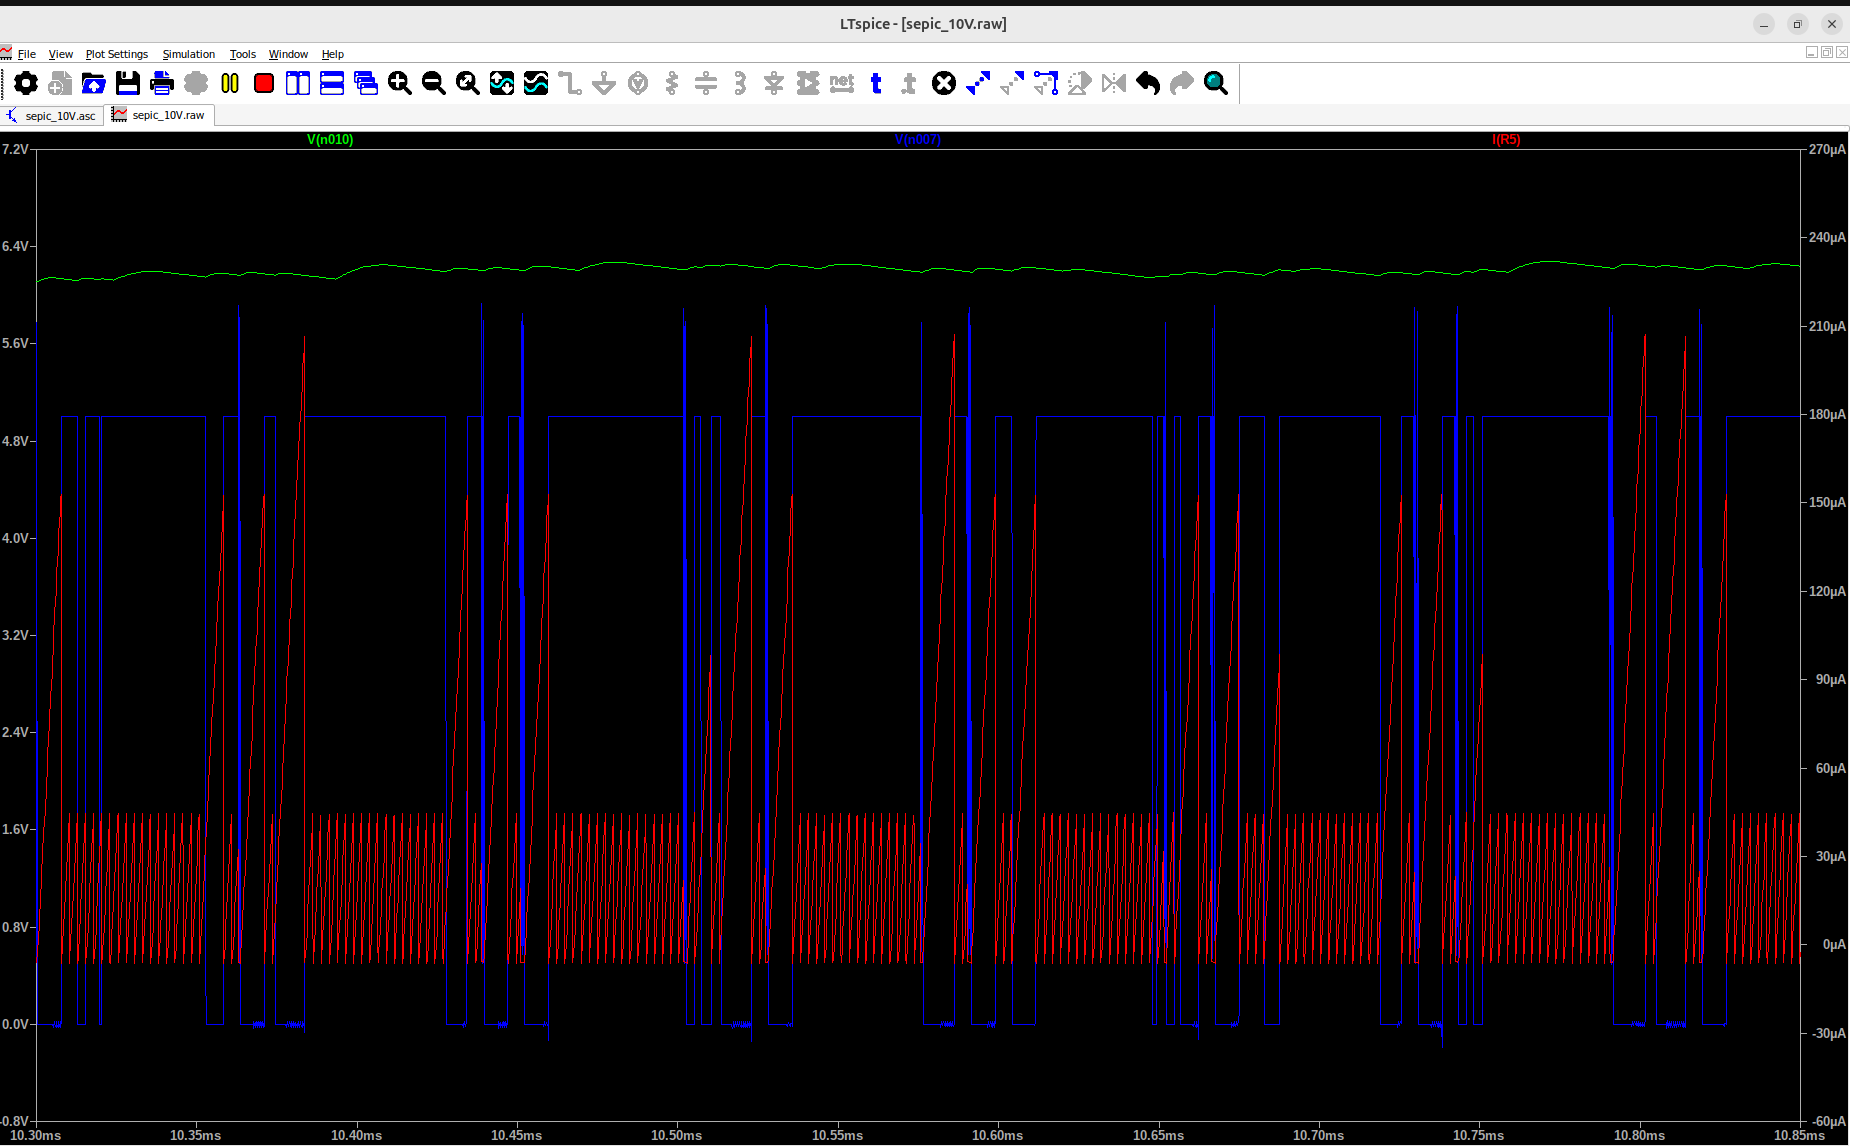 LTspice - [sepic_10V.raw]
File View Plot Settings Simulation Tools Window Help
net t t
sepic_10V.asc sepic_10V.raw
V(n010) V(n007) I(R5)
7.2V 270µA
6.4V 240µA
5.6V 210µA
4.8V 180µA
4.0V 150µA
3.2V 120µA
2.4V 90µA
1.6V 60µA
0.8V 30µA
0.0V 0µA
-0.8V -30µA
-60µA
10.30ms 10.35ms 10.40ms 10.45ms 10.50ms 10.55ms 10.60ms 10.65ms 10.70ms 10.75ms 10.80ms 10.85ms